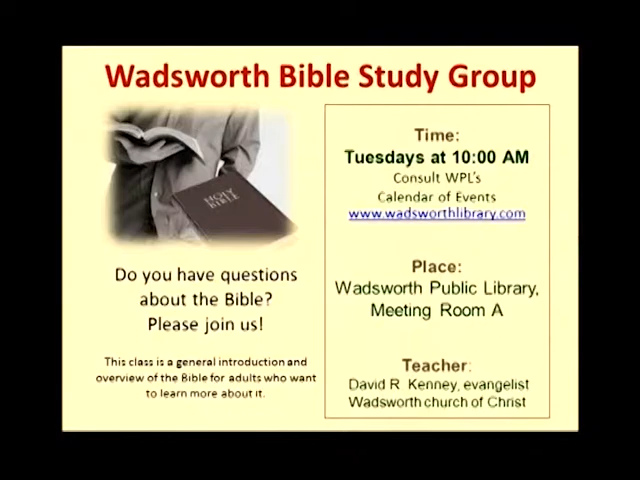 Wadsworth Bible Study Group
HOLY
BIBLE
Do you have questions
about the Bible?
Please join us!
This class is a general introduction and
overview of the Bible for adults who want
to learn more about it.
Time:
Tuesdays at 10:00 AM
Consult WPL's
Calendar of Events
www.wadsworthlibrary.com
Place:
Wadsworth Public Library,
Meeting Room A
Teacher:
David R Kenney, evangelist
Wadsworth church of Christ